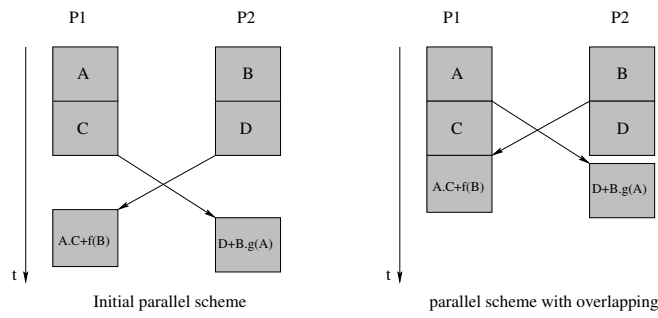 P1
P2
A
B
C
D
A.C+f(B)
D+B.g(A)
t
Initial parallel scheme
P1
P2
A
B
C
D
A.C+f(B)
D+B.g(A)
t
parallel scheme with overlapping